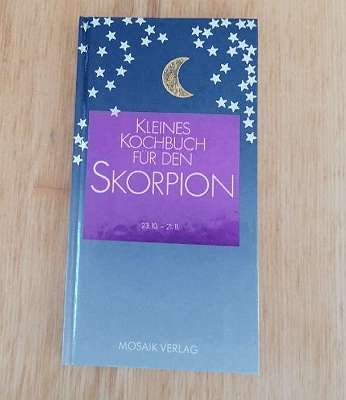 KLEINES
KOCHBUCH
FÜR DEN
SKORPION
23.10. – 21.11.
MOSAIK VERLAG